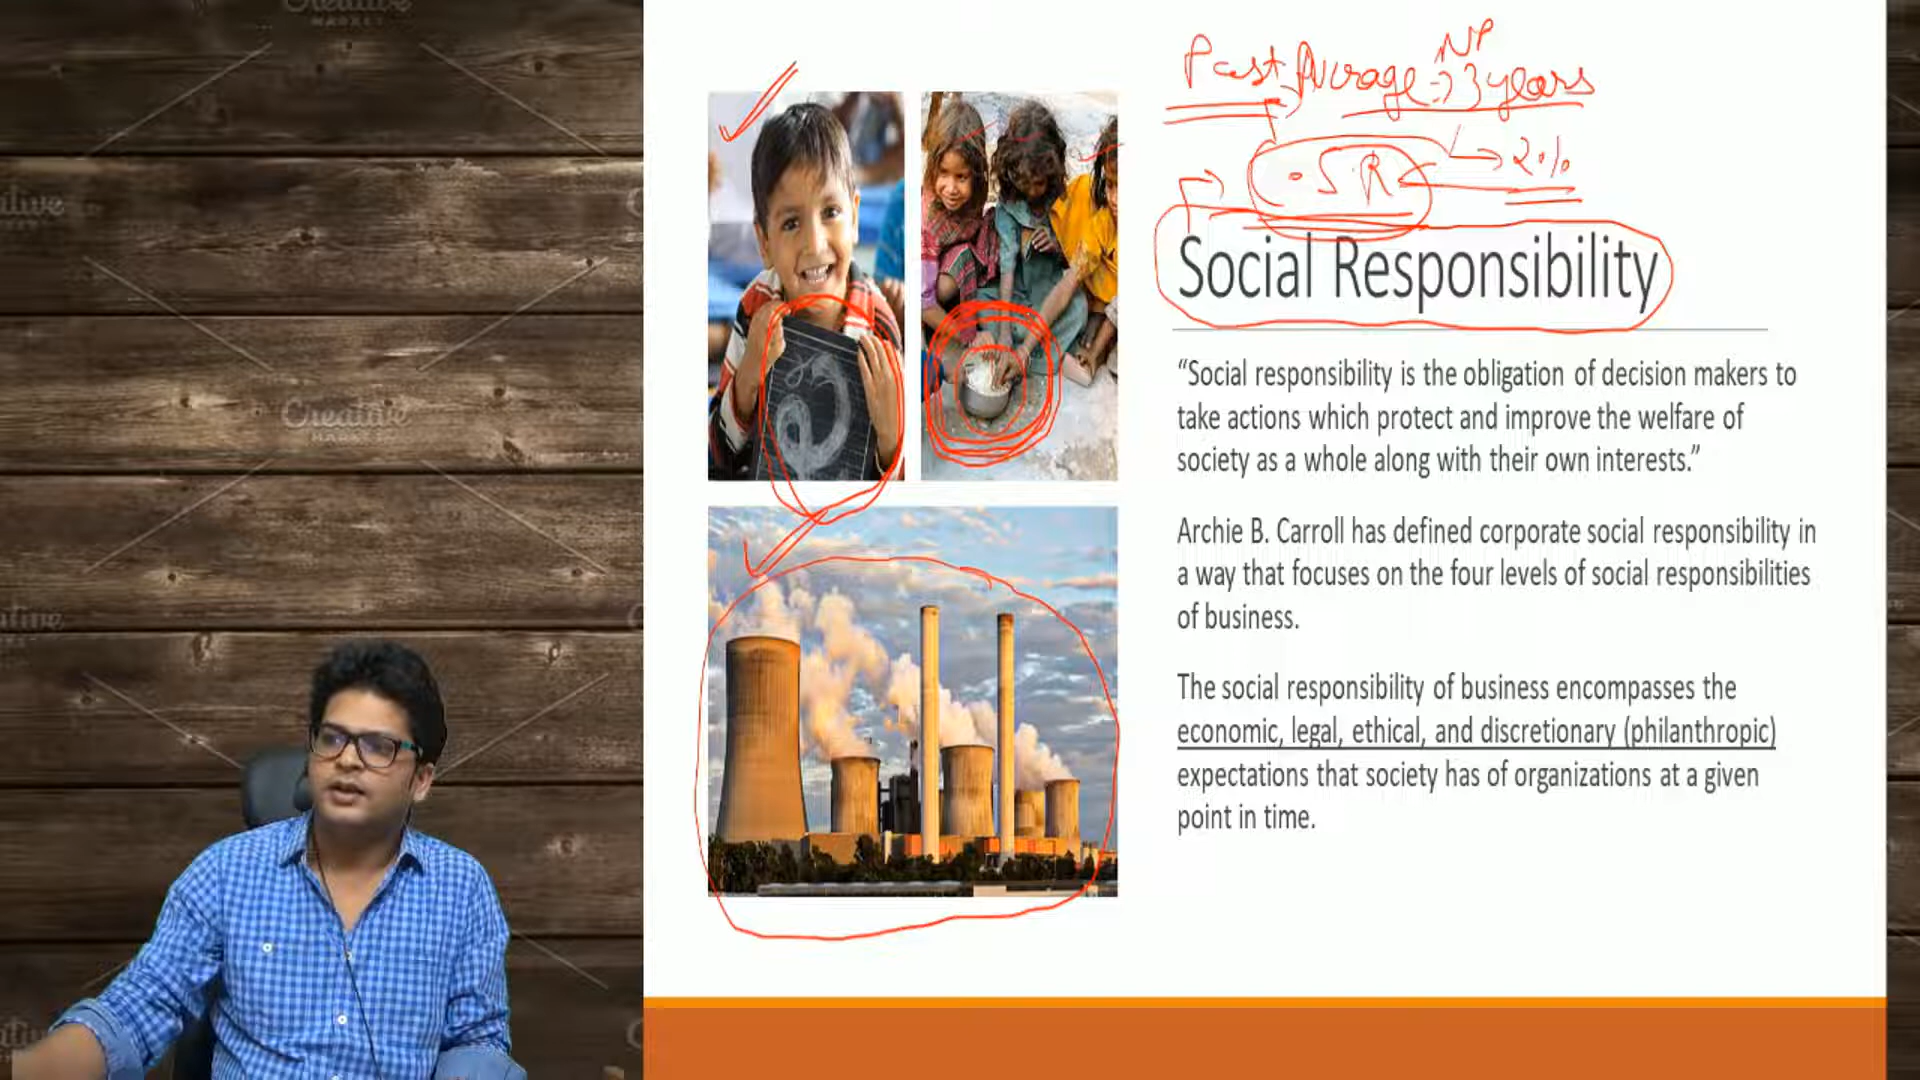 Creative
MARKET
Creative
MARKET
Past Average → 3 years
NP
S.R → 2%
Social Responsibility
“Social responsibility is the obligation of decision makers to
take actions which protect and improve the welfare of
society as a whole along with their own interests.”
Archie B. Carroll has defined corporate social responsibility in
a way that focuses on the four levels of social responsibilities
of business.
The social responsibility of business encompasses the
economic, legal, ethical, and discretionary (philanthropic)
expectations that society has of organizations at a given
point in time.